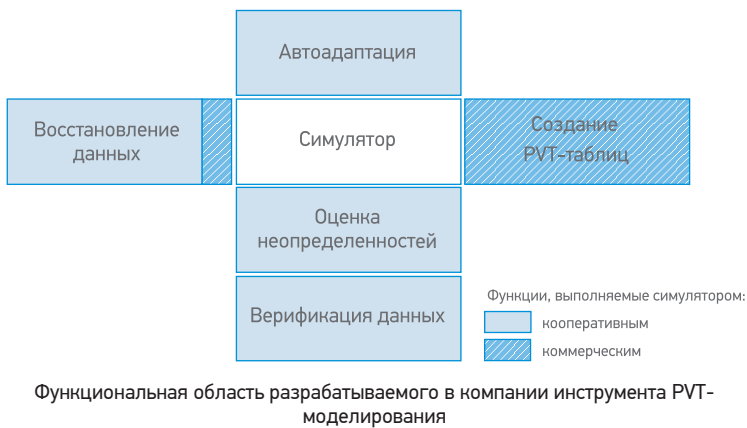 Автоадаптация
Восстановление
данных
Симулятор
Создание
PVT-таблиц
Оценка
неопределенностей
Верификация данных
Функции, выполняемые симулятором:
кооперативным
коммерческим
Функциональная область разрабатываемого в компании инструмента PVT-
моделирования